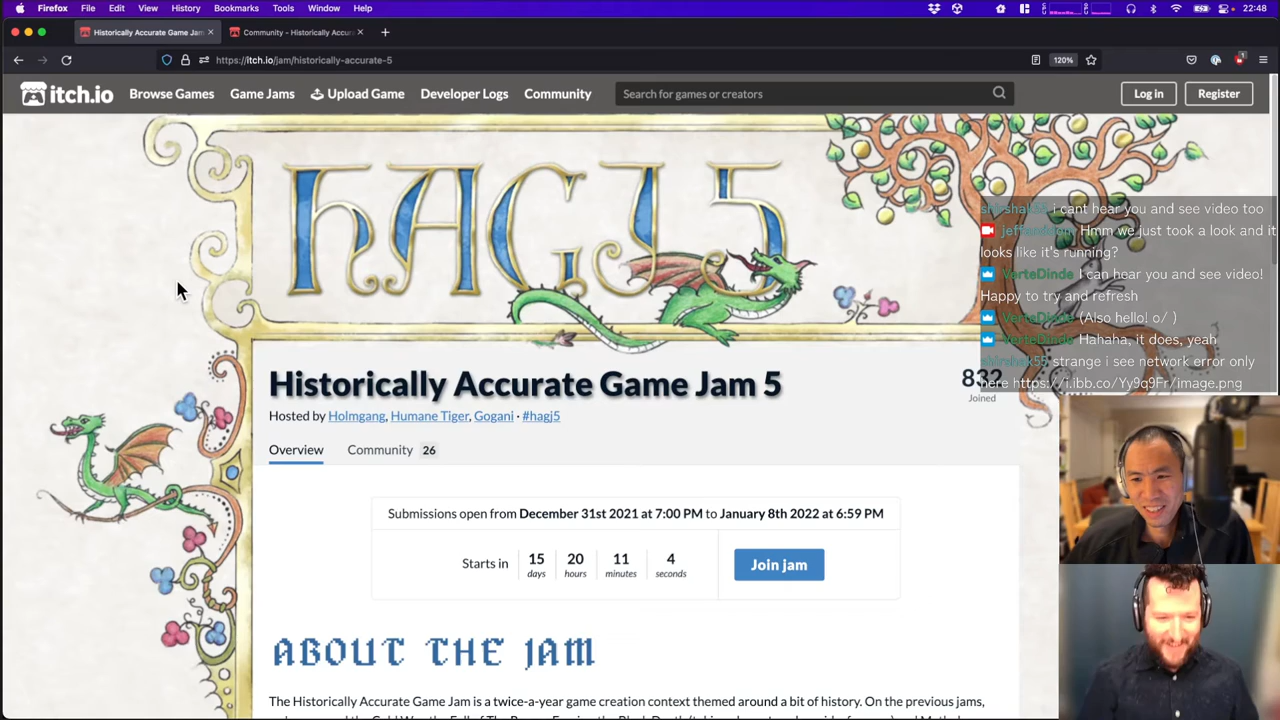 Firefox File Edit View History Bookmarks Tools Window Help 22:48
Historically Accurate Game Jam
Community - Historically Accura
https://itch.io/jam/historically-accurate-5
120%
itch.io
Browse Games Game Jams Upload Game Developer Logs Community
Search for games or creators
Log in Register
HAGJ5
i cant hear you and see video too
Hmm we just took a look and it
looks like it's running?
VerteDinde I can hear you and see video!
Happy to try and refresh
VerteDinde (Also hello! o/ )
VerteDinde Hahaha, it does, yeah
shirshak55 strange i see network error only
here https://i.ibb.co/Yy9q9Fr/image.png
Historically Accurate Game Jam 5
832
Joined
Hosted by Holmgang, Humane Tiger, Gogani · #hagj5
Overview Community 26
Submissions open from December 31st 2021 at 7:00 PM to January 8th 2022 at 6:59 PM
Starts in 15 days 20 hours 11 minutes 4 seconds
Join jam
ABOUT THE JAM
The Historically Accurate Game Jam is a twice-a-year game creation context themed around a bit of history. On the previous jams,